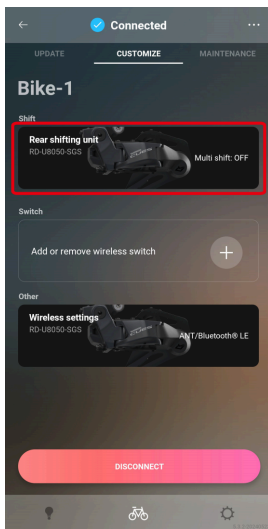 Connected
UPDATE CUSTOMIZE MAINTENANCE
Bike-1
Shift
Rear shifting unit
RD-U8050-SGS
Multi shift: OFF
Switch
Add or remove wireless switch
Other
Wireless settings
RD-U8050-SGS
ANT/Bluetooth® LE
DISCONNECT